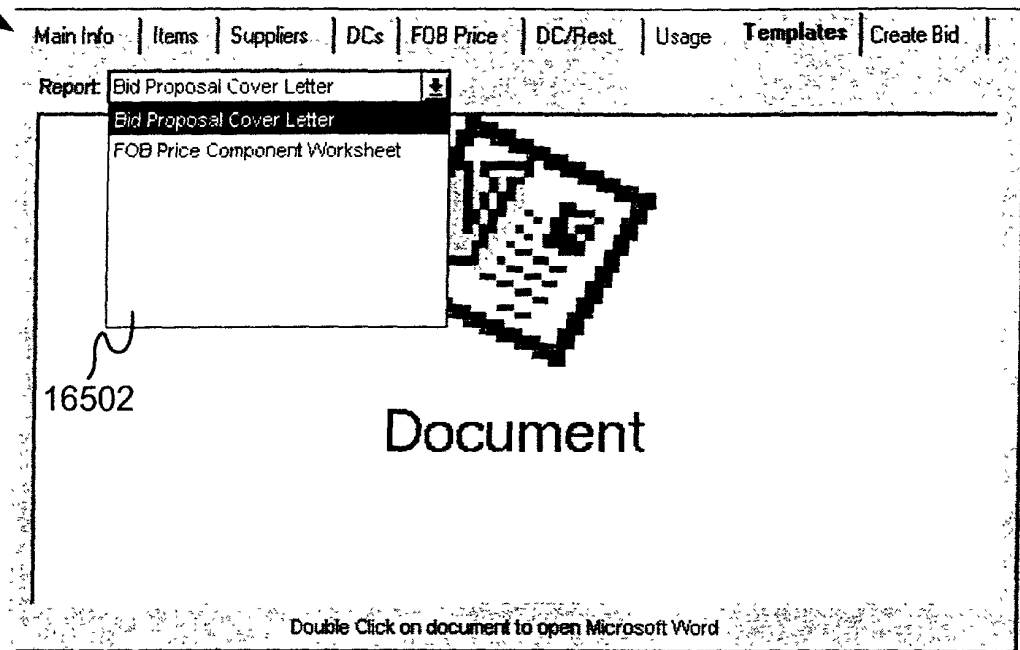 Main Info Items Suppliers DCs FOB Price DC/Rest. Usage Templates Create Bid
Report: Bid Proposal Cover Letter
Bid Proposal Cover Letter
FOB Price Component Worksheet
16502
Document
Double Click on document to open Microsoft Word